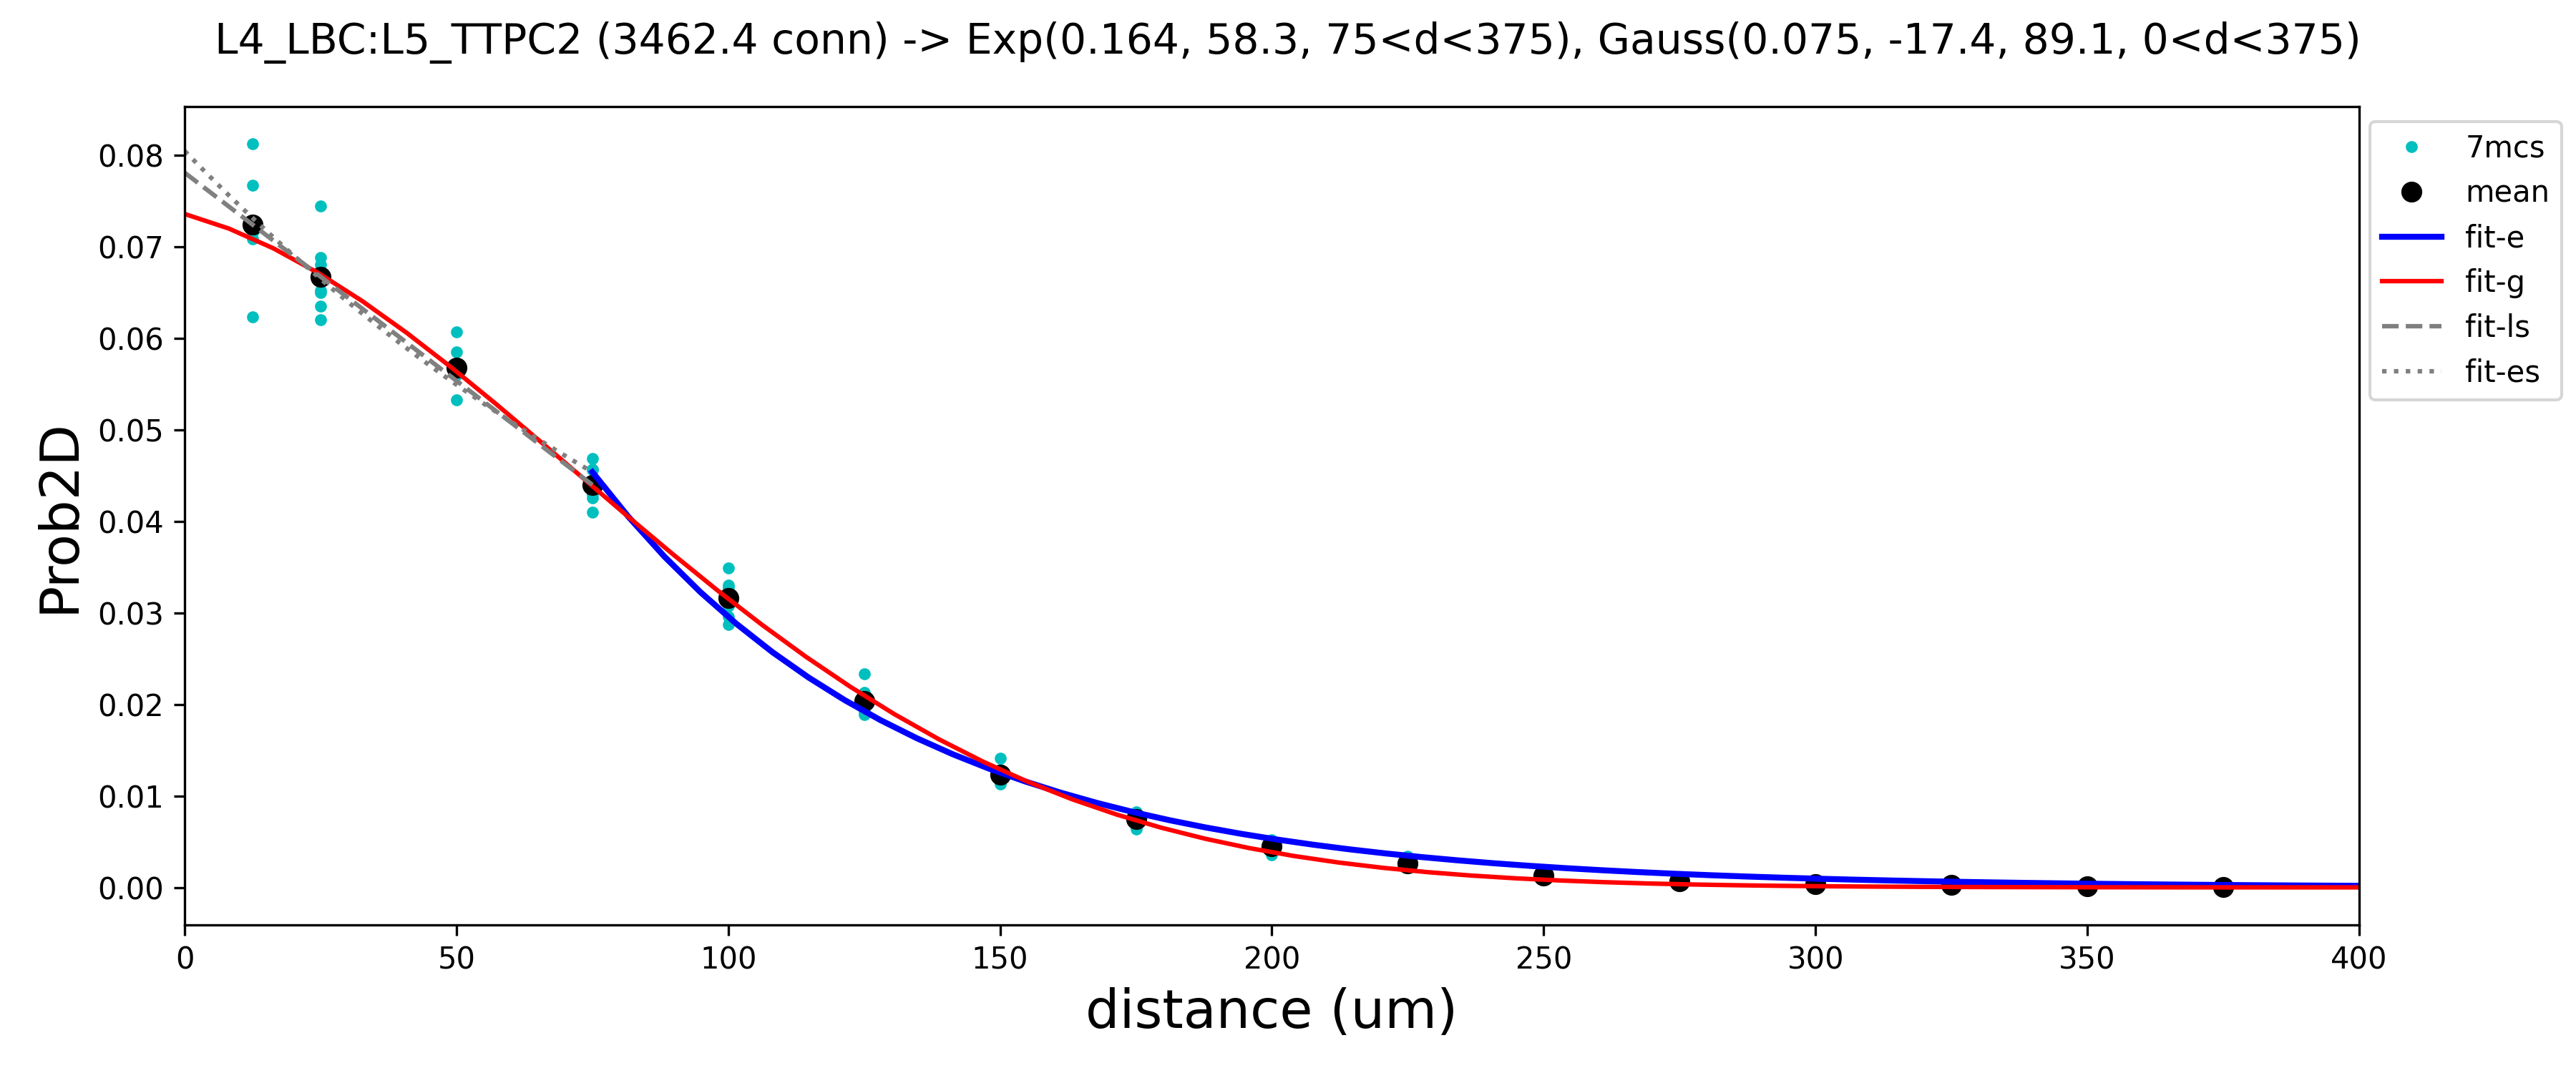 L4_LBC:L5_TTPC2 (3462.4 conn) -> Exp(0.164, 58.3, 75<d<375), Gauss(0.075, -17.4, 89.1, 0<d<375)
7mcs
mean
fit-e
fit-g
fit-ls
fit-es
Prob2D
0.08
0.07
0.06
0.05
0.04
0.03
0.02
0.01
0.00
0 50 100 150 200 250 300 350 400
distance (um)